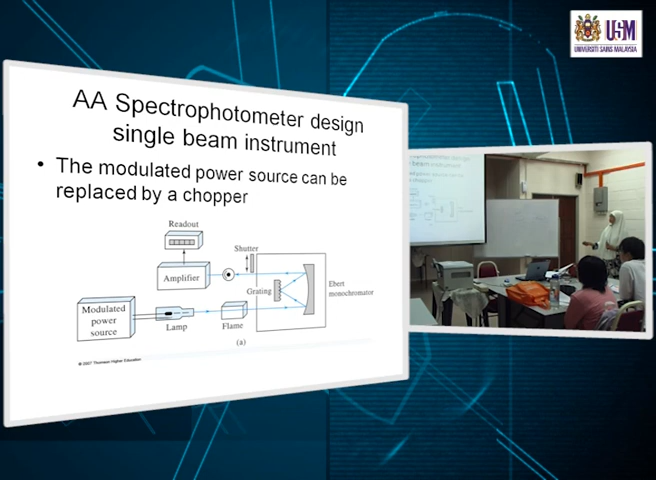 USM
UNIVERSITI SAINS MALAYSIA
AA Spectrophotometer design
single beam instrument
• The modulated power source can be
replaced by a chopper
Readout
Shutter
Amplifier
Grating
Ebert
monochromator
Modulated
power
source
Lamp
Flame
(a)
© 2007 Thomson Higher Education